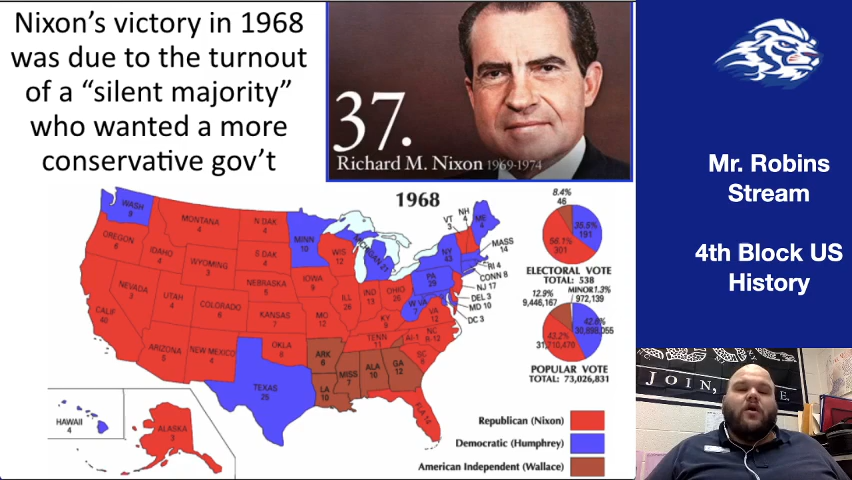 Nixon's victory in 1968
was due to the turnout
of a "silent majority"
who wanted a more
conservative gov't
37.
Richard M. Nixon 1969-1974
Mr. Robins
Stream
4th Block US
History
1968
WASH
9
OREGON
6
CALIF
40
NEVADA
3
IDAHO
4
MONTANA
4
WYOMING
3
UTAH
4
COLORADO
6
ARIZONA
5
NEW MEXICO
4
N DAK
4
S DAK
4
NEBRASKA
5
KANSAS
7
OKLA
8
TEXAS
25
MINN
10
IOWA
9
MO
12
ARK
6
LA
10
WIS
12
ILL
26
MICHIGAN 21
IND
13
OHIO
26
KY
9
TENN
11
MISS
7
ALA
10
GA
12
FLA 14
SC
8
NC
R-12
W-1
VA
12
W VA
7
PA
29
NY
43
VT
3
NH
4
ME
4
MASS
14
RI 4
CONN 8
NJ 17
DEL 3
MD 10
DC 3
HAWAII
4
ALASKA
3
8.4%
46
35.5%
191
56.1%
301
ELECTORAL VOTE
TOTAL: 538
MINOR 1.3%
972,139
12.9%
9,446,167
42.6%
30,898,055
43.2%
31,710,470
POPULAR VOTE
TOTAL: 73,026,831
Republican (Nixon)
Democratic (Humphrey)
American Independent (Wallace)
JOIN,